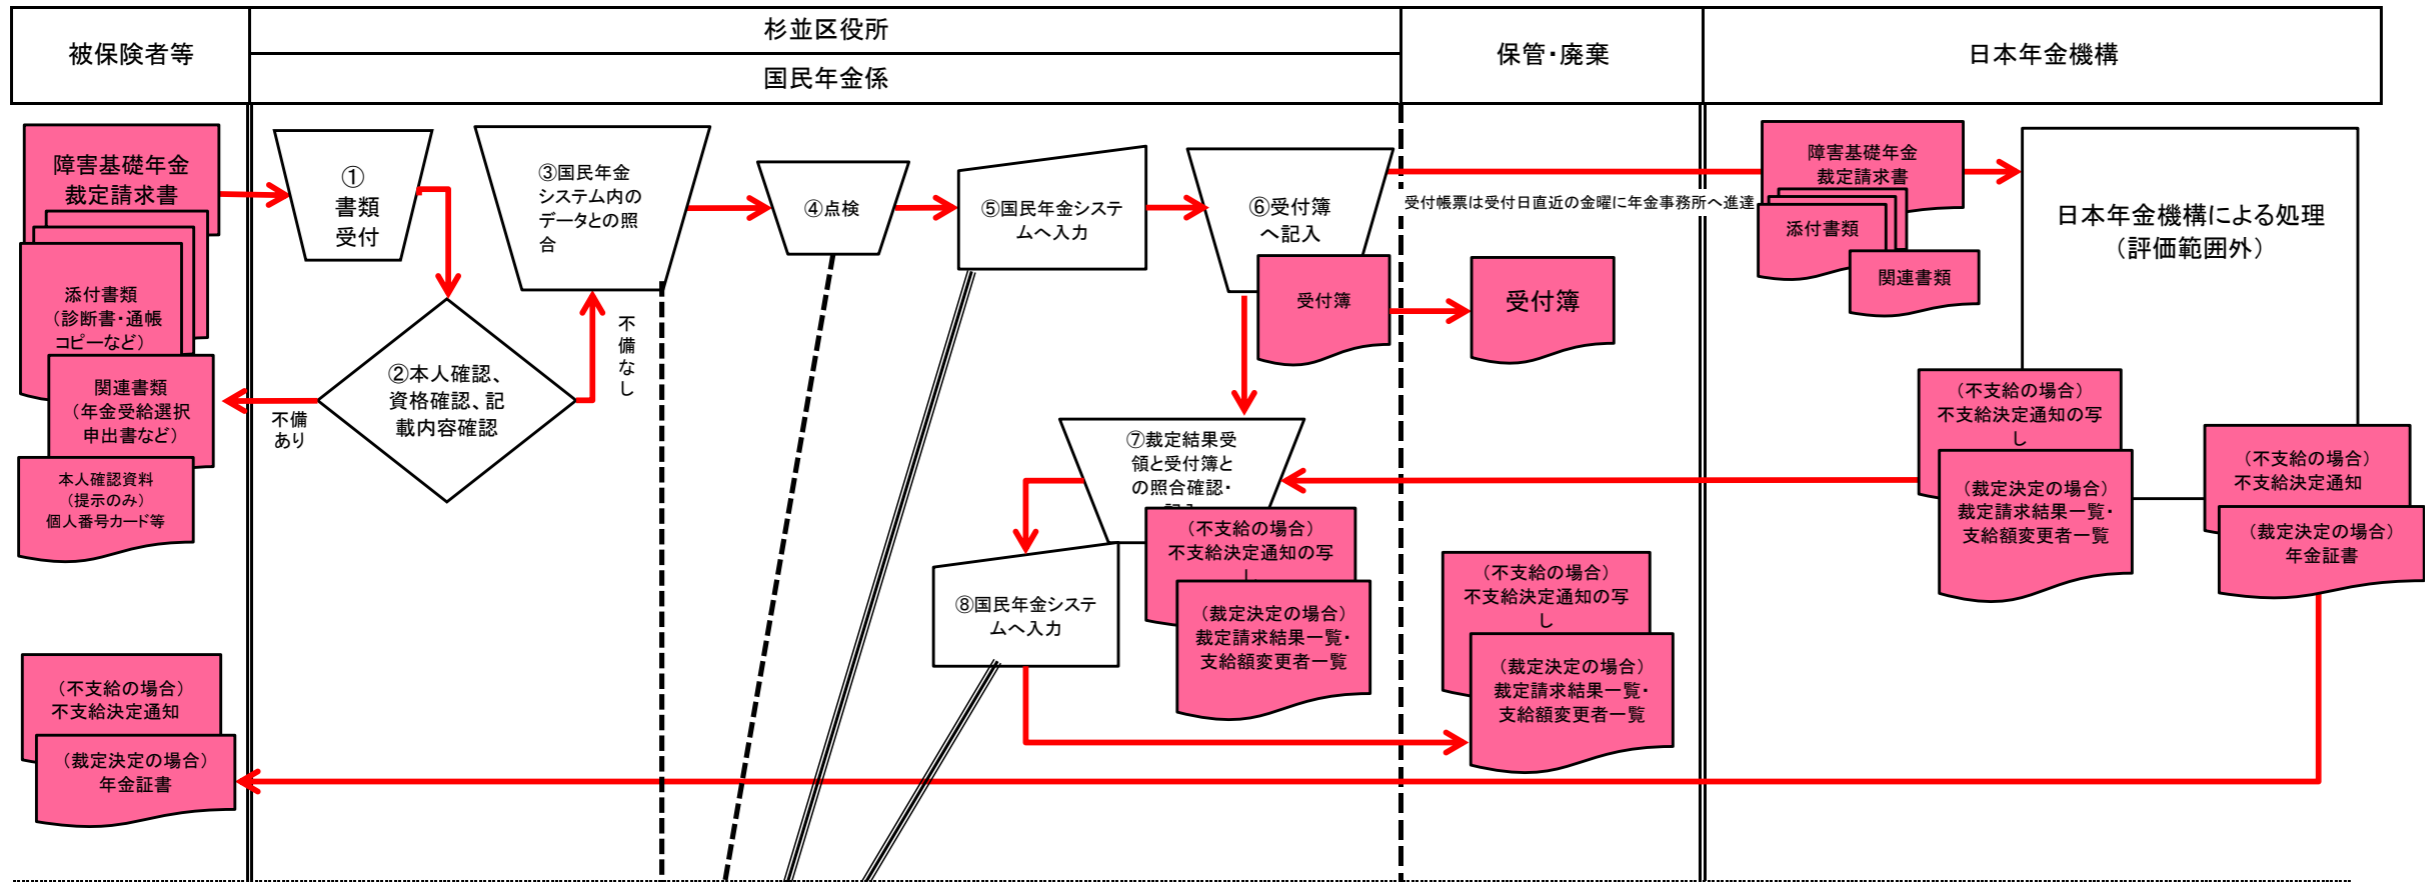 被保険者等
杉並区役所
国民年金係
保管・廃棄
日本年金機構
障害基礎年金
裁定請求書
添付書類
（診断書・通帳
コピーなど）
関連書類
（年金受給選択
申出書など）
本人確認資料
（提示のみ）
個人番号カード等
①
書類
受付
②本人確認、
資格確認、記
載内容確認
不備
あり
不
備
な
し
③国民年金
システム内の
データとの照
合
④点検
⑤国民年金システ
ムへ入力
⑥受付簿
へ記入
受付簿
受付簿
受付帳票は受付日直近の金曜に年金事務所へ進達
障害基礎年金
裁定請求書
添付書類
関連書類
日本年金機構による処理
（評価範囲外）
（不支給の場合）
不支給決定通知の写
し
（裁定決定の場合）
裁定請求結果一覧・
支給額変更者一覧
（不支給の場合）
不支給決定通知
（裁定決定の場合）
年金証書
⑦裁定結果受
領と受付簿と
の照合確認・
（不支給の場合）
不支給決定通知の写
（裁定決定の場合）
裁定請求結果一覧・
支給額変更者一覧
⑧国民年金システ
ムへ入力
（不支給の場合）
不支給決定通知の写
し
（裁定決定の場合）
裁定請求結果一覧・
支給額変更者一覧
（不支給の場合）
不支給決定通知
（裁定決定の場合）
年金証書